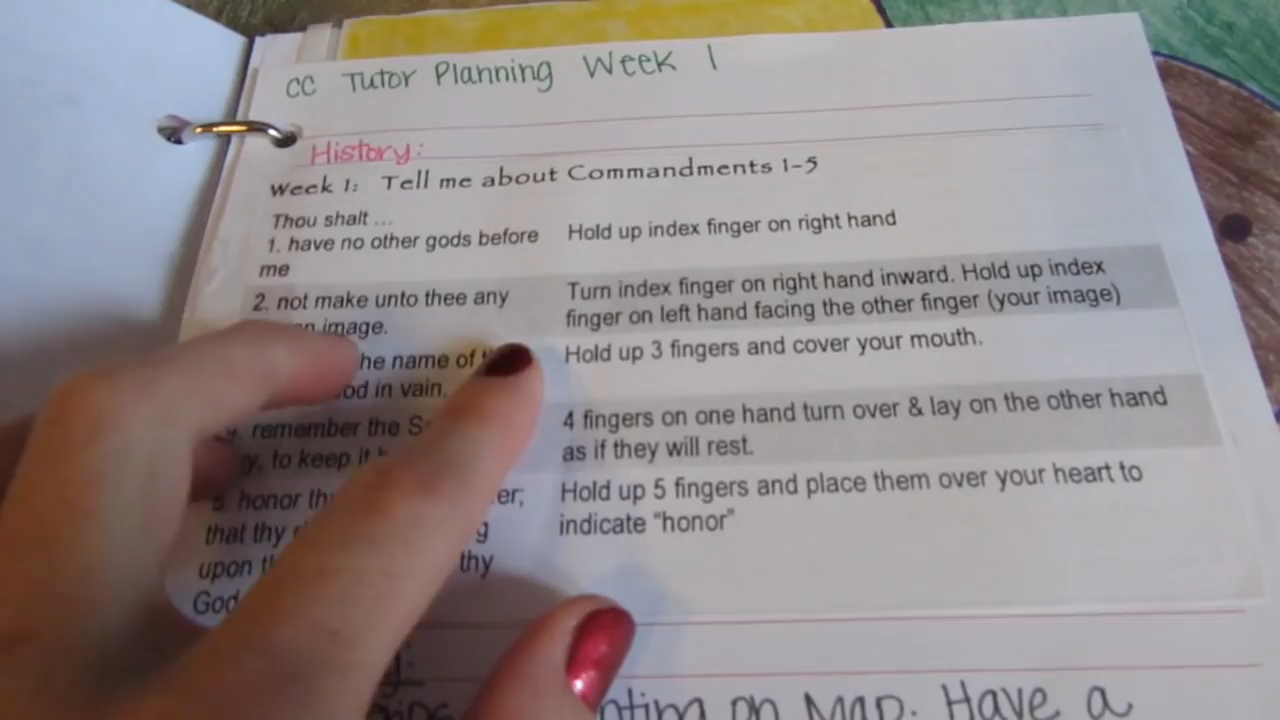 CC Tutor Planning Week 1
History:
Week 1: Tell me about Commandments 1-5
Thou shalt ...
1. have no other gods before
me
Hold up index finger on right hand
2. not make unto thee any
image.
Turn index finger on right hand inward. Hold up index
finger on left hand facing the other finger (your image)
name of
in vain.
Hold up 3 fingers and cover your mouth.
remember the
to keep it
4 fingers on one hand turn over & lay on the other hand
as if they will rest.
5. honor
that thy
upon
thy
God
Hold up 5 fingers and place them over your heart to
indicate "honor"
on Map. Have a